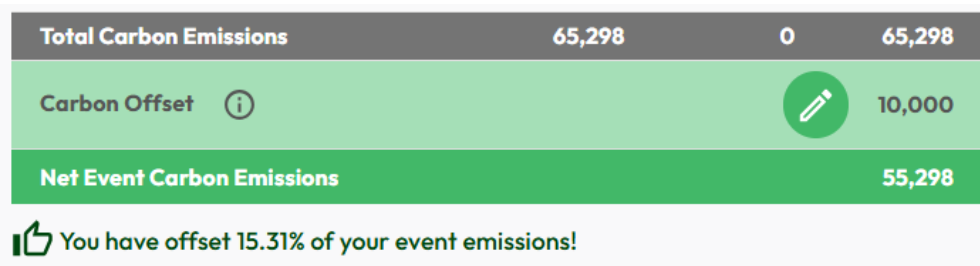 Total Carbon Emissions 65,298 0 65,298
Carbon Offset 10,000
Net Event Carbon Emissions 55,298
You have offset 15.31% of your event emissions!